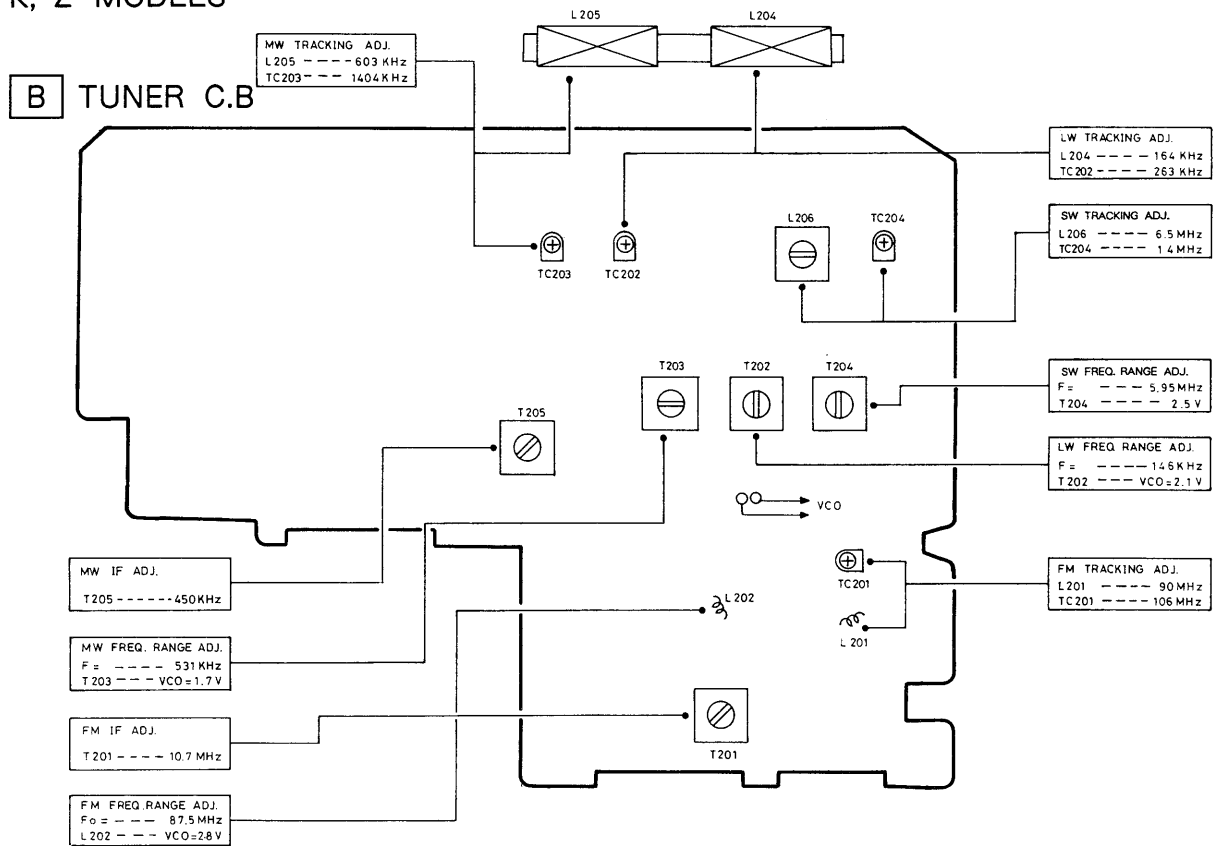 K, Z MODELS
L205
L204
MW TRACKING ADJ.
L205 ---- 603 KHz
TC203 --- 1404 KHz
B TUNER C.B
LW TRACKING ADJ.
L204 ---- 164 KHz
TC202 ---- 263 KHz
L206
TC204
SW TRACKING ADJ.
L206 ---- 6.5 MHz
TC204 ---- 14 MHz
TC203
TC202
T203
T202
T204
SW FREQ. RANGE ADJ.
F= --- 5.95 MHz
T204 ---- 2.5 V
T205
LW FREQ. RANGE ADJ.
F= ---- 146 KHz
T202 --- VCO=2.1 V
VCO
MW IF ADJ.
T205 ------ 450 KHz
TC201
FM TRACKING ADJ.
L201 ---- 90 MHz
TC201 ---- 106 MHz
L202
L201
MW FREQ. RANGE ADJ.
F= ---- 531 KHz
T203 --- VCO=1.7 V
FM IF ADJ.
T201 ---- 10.7 MHz
T201
FM FREQ. RANGE ADJ.
Fo= --- 87.5 MHz
L202 --- VCO=2.8 V